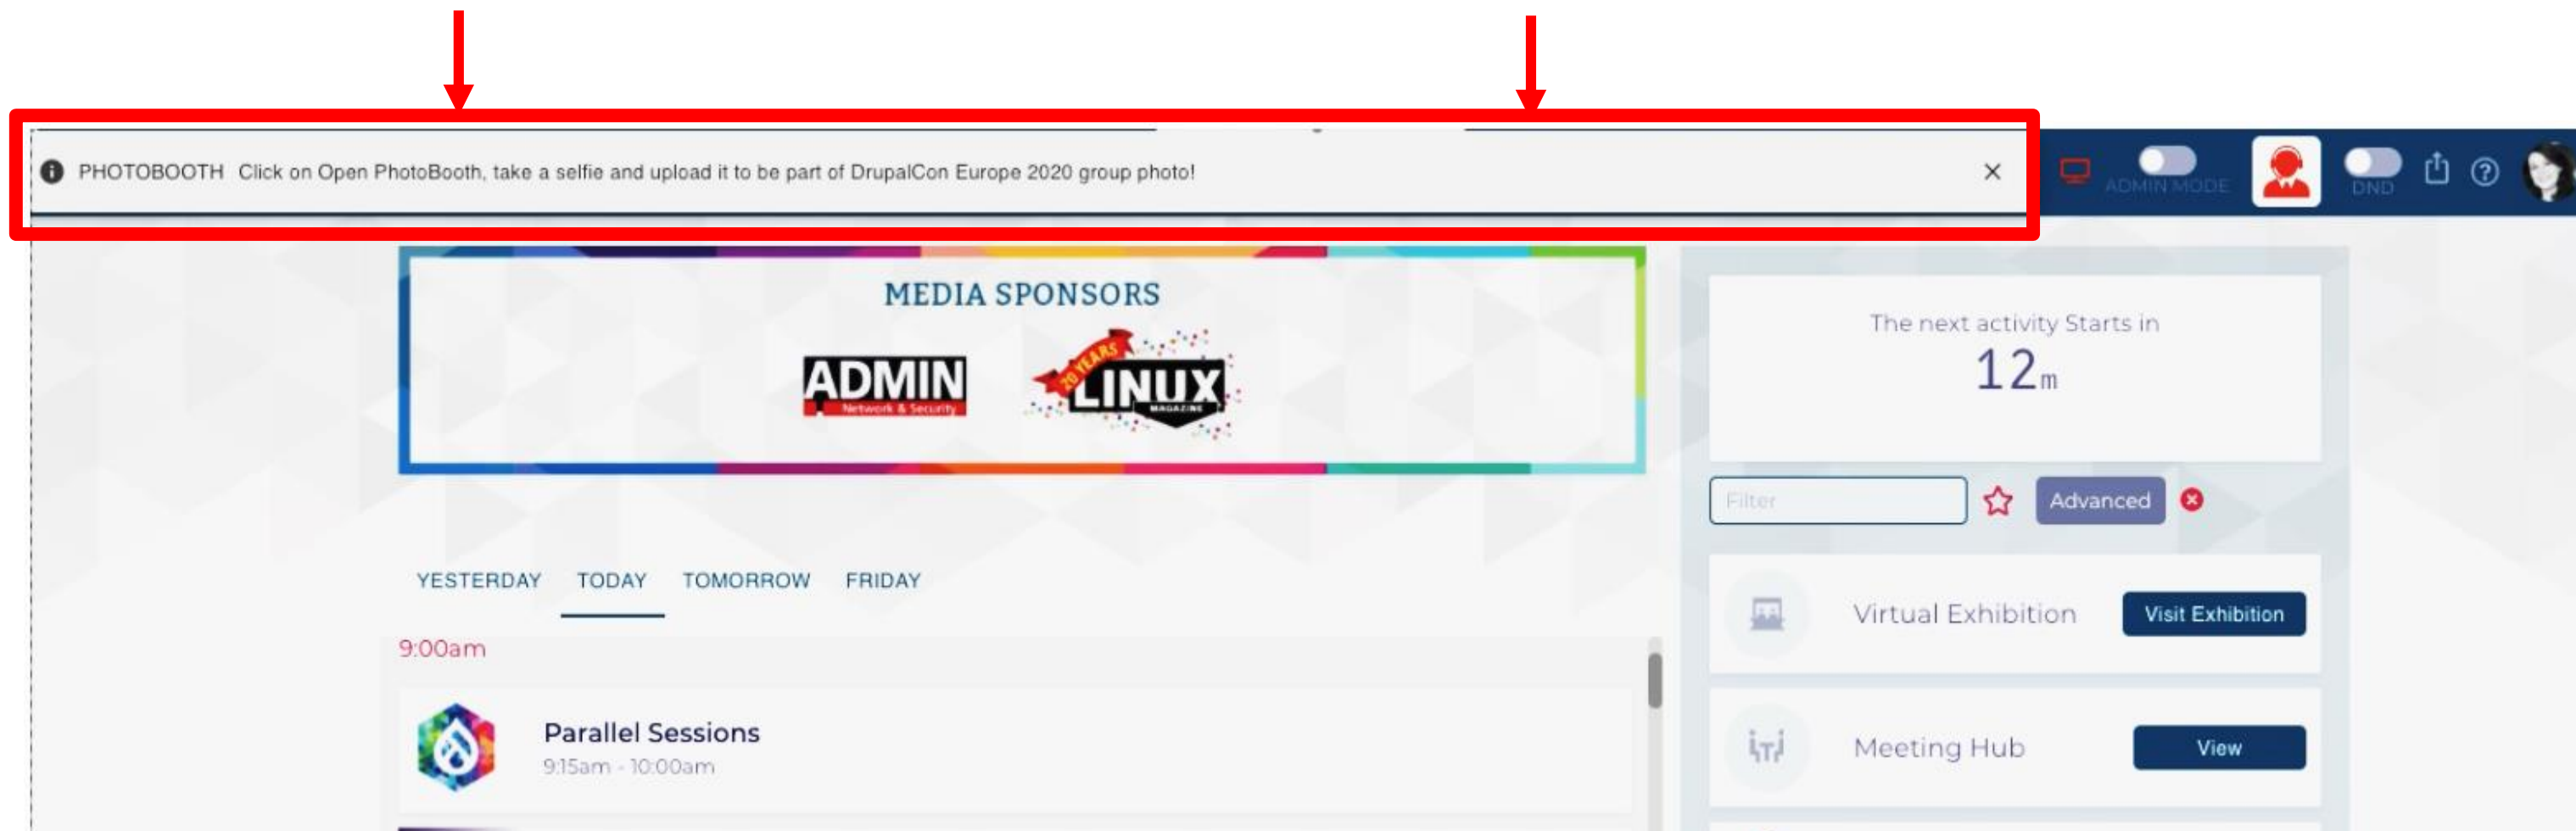 PHOTOBOOTH Click on Open PhotoBooth, take a selfie and upload it to be part of DrupalCon Europe 2020 group photo!
ADMIN MODE
DND
MEDIA SPONSORS
ADMIN
Network & Security
20 YEARS
LINUX
MAGAZINE
The next activity Starts in
12m
Filter
Advanced
YESTERDAY TODAY TOMORROW FRIDAY
9:00am
Parallel Sessions
9:15am - 10:00am
Virtual Exhibition
Visit Exhibition
Meeting Hub
View